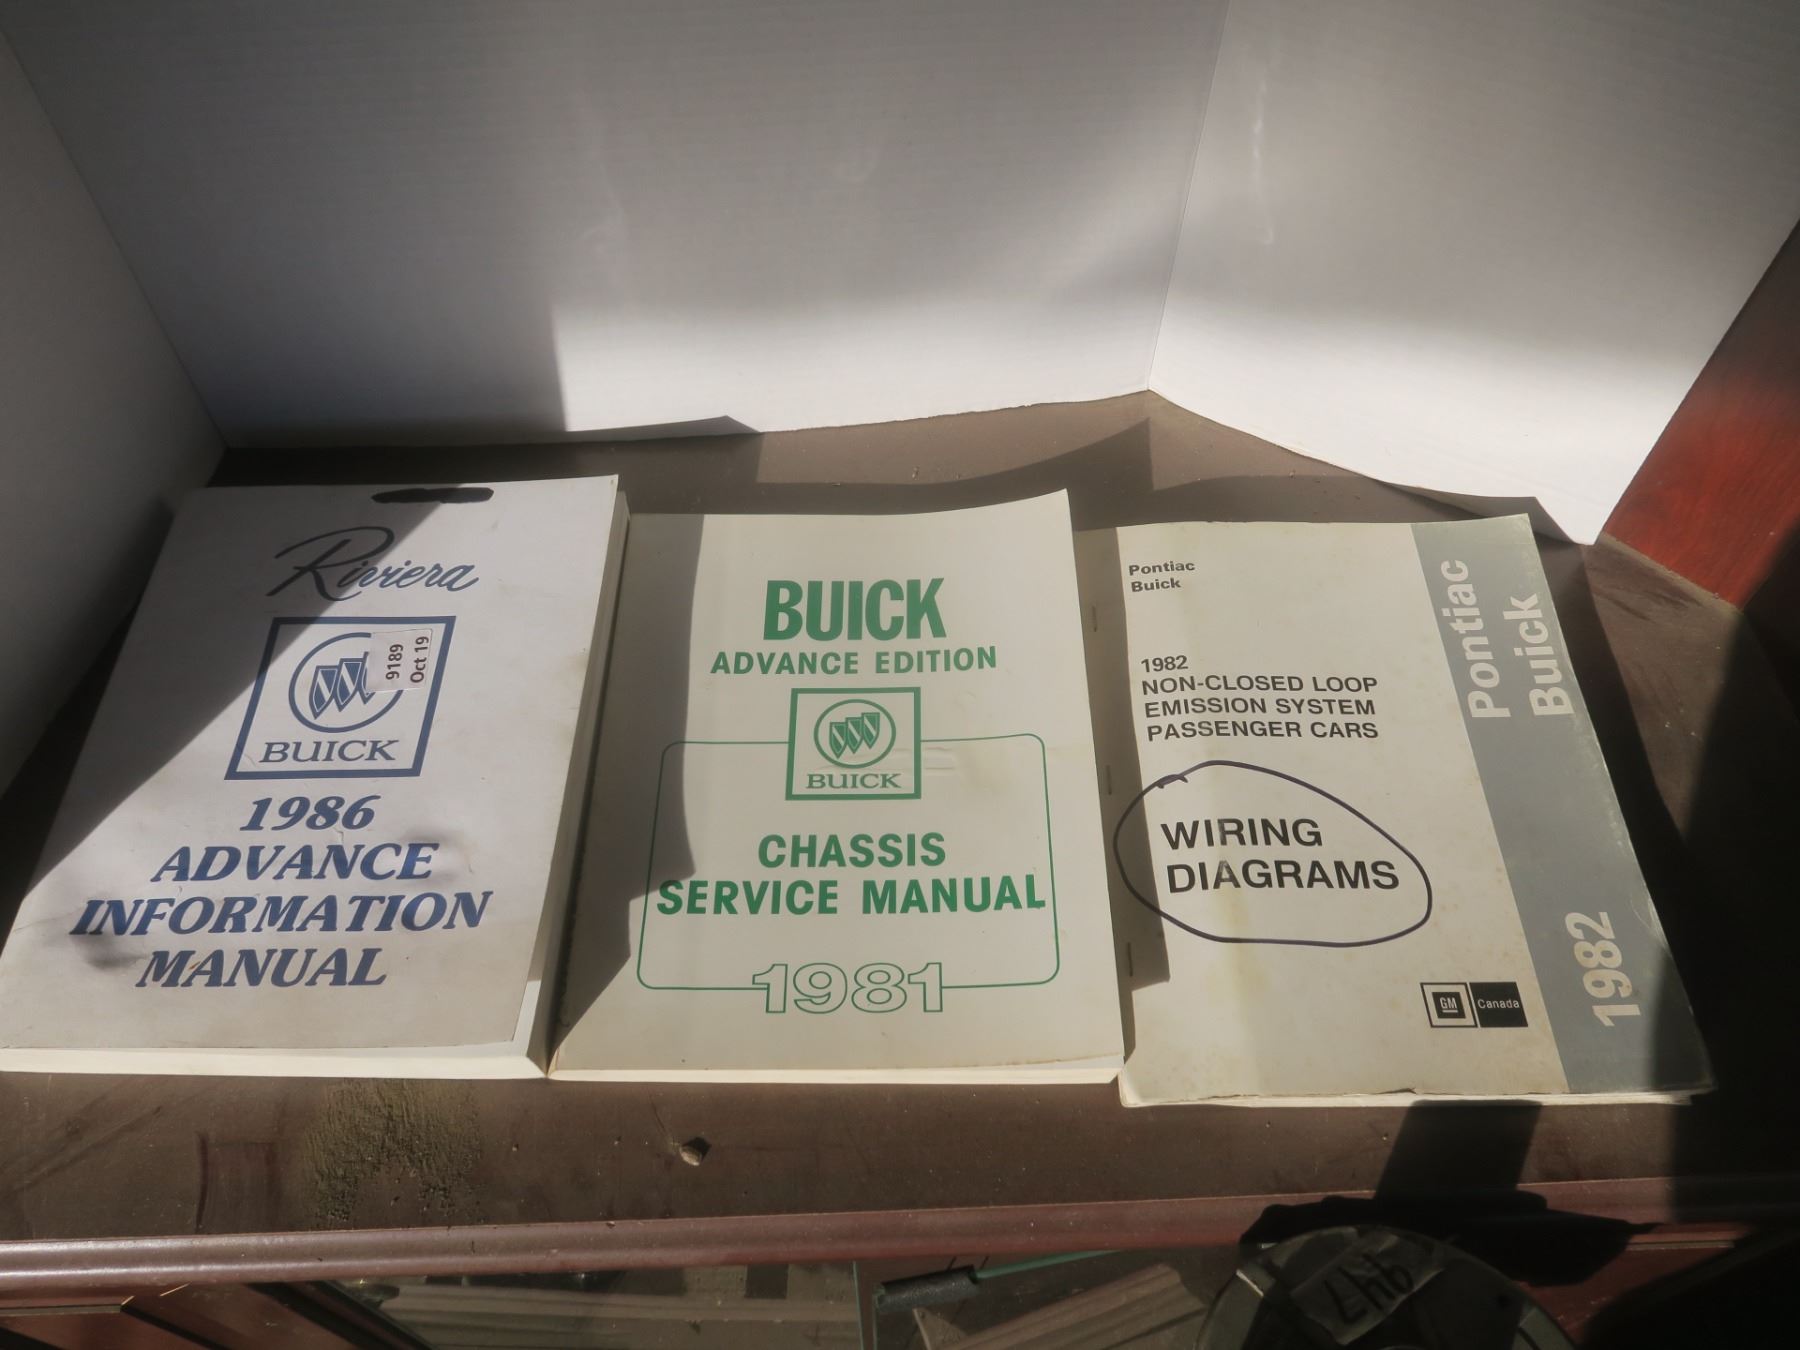 Riviera
9189
Oct 19
BUICK
1986
ADVANCE
INFORMATION
MANUAL
BUICK
ADVANCE EDITION
BUICK
CHASSIS
SERVICE MANUAL
1981
Pontiac
Buick
1982
NON-CLOSED LOOP
EMISSION SYSTEM
PASSENGER CARS
WIRING
DIAGRAMS
GM
Canada
Pontiac
Buick
1982